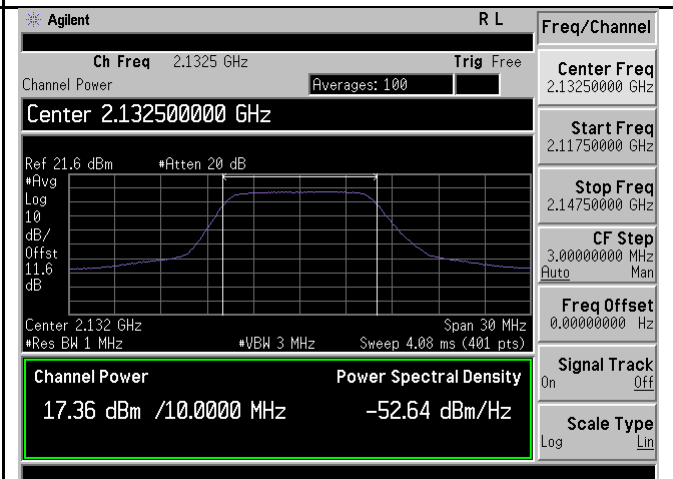 Agilent R L
Ch Freq 2.1325 GHz Trig Free
Channel Power Averages: 100
Center 2.132500000 GHz
Ref 21.6 dBm #Atten 20 dB
#Avg
Log
10
dB/
Offst
11.6
dB
Center 2.132 GHz Span 30 MHz
#Res BW 1 MHz #VBW 3 MHz Sweep 4.08 ms (401 pts)
Channel Power Power Spectral Density
17.36 dBm /10.0000 MHz -52.64 dBm/Hz
Freq/Channel
Center Freq
2.13250000 GHz
Start Freq
2.11750000 GHz
Stop Freq
2.14750000 GHz
CF Step
3.00000000 MHz
Auto Man
Freq Offset
0.00000000 Hz
Signal Track
On Off
Scale Type
Log Lin